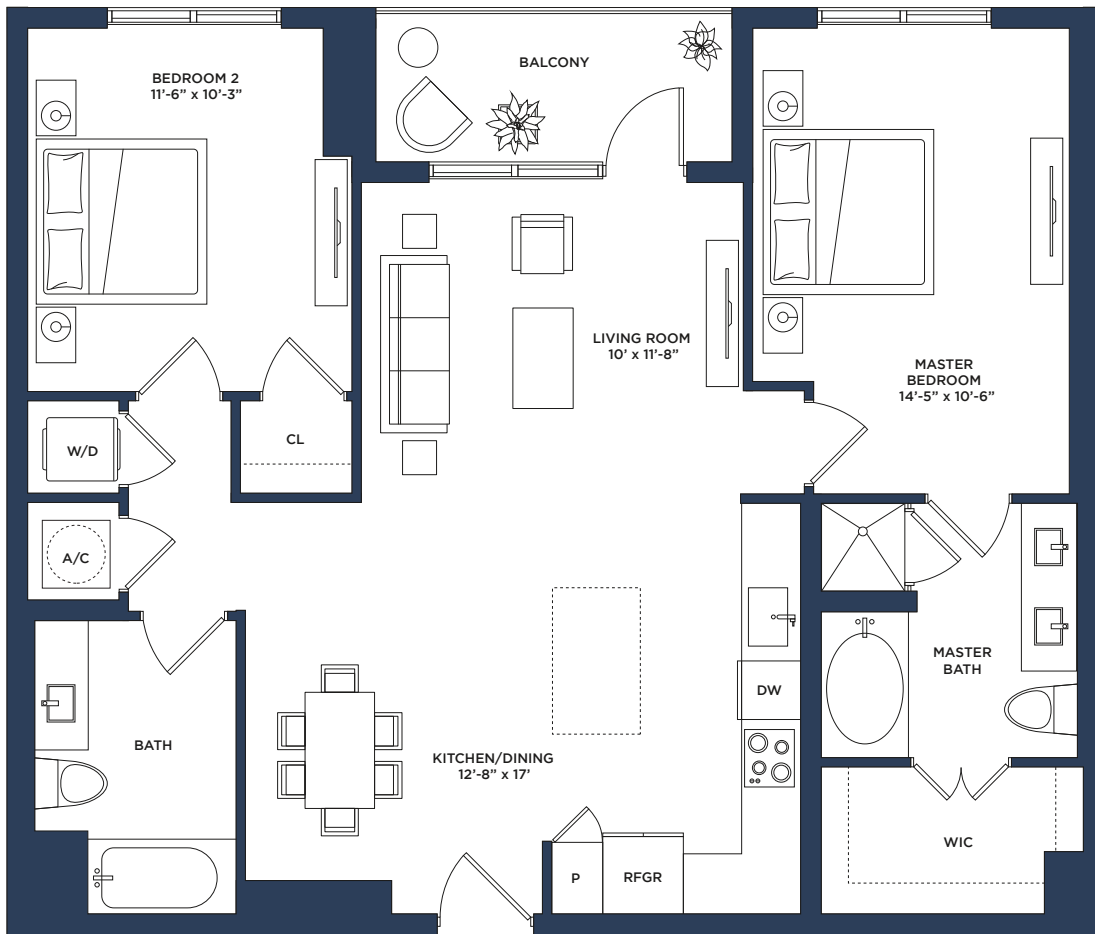 BEDROOM 2
11'-6” x 10'-3”
BALCONY
LIVING ROOM
10' x 11'-8”
MASTER
BEDROOM
14'-5” x 10'-6”
W/D
CL
A/C
MASTER
BATH
DW
BATH
KITCHEN/DINING
12'-8” x 17'
WIC
P
RFGR